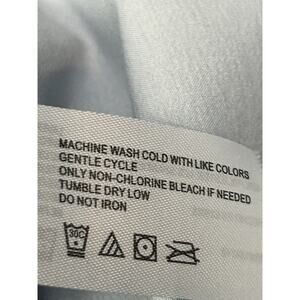 MACHINE WASH COLD WITH LIKE COLORS
GENTLE CYCLE
ONLY NON-CHLORINE BLEACH IF NEEDED
TUMBLE DRY LOW
DO NOT IRON
30C